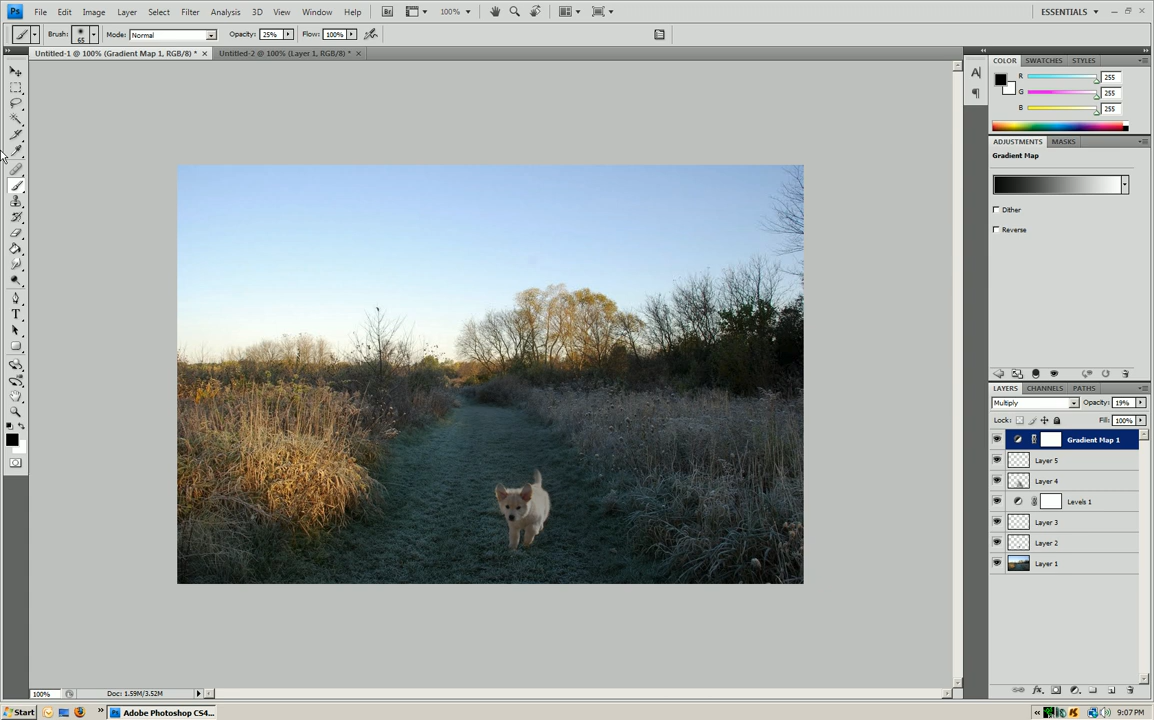 Ps File Edit Image Layer Select Filter Analysis 3D View Window Help Br 100% ESSENTIALS
Brush: 65 Mode: Normal Opacity: 25% Flow: 100%
Untitled-1 @ 100% (Gradient Map 1, RGB/8) * × Untitled-2 @ 100% (Layer 1, RGB/8) * ×
COLOR SWATCHES STYLES
R 255
G 255
B 255
ADJUSTMENTS MASKS
Gradient Map
Dither
Reverse
LAYERS CHANNELS PATHS
Multiply Opacity: 19%
Lock: Fill: 100%
Gradient Map 1
Layer 5
Layer 4
Levels 1
Layer 3
Layer 2
Layer 1
100% Doc: 1.59M/3.52M
Start Adobe Photoshop CS4... 9:07 PM